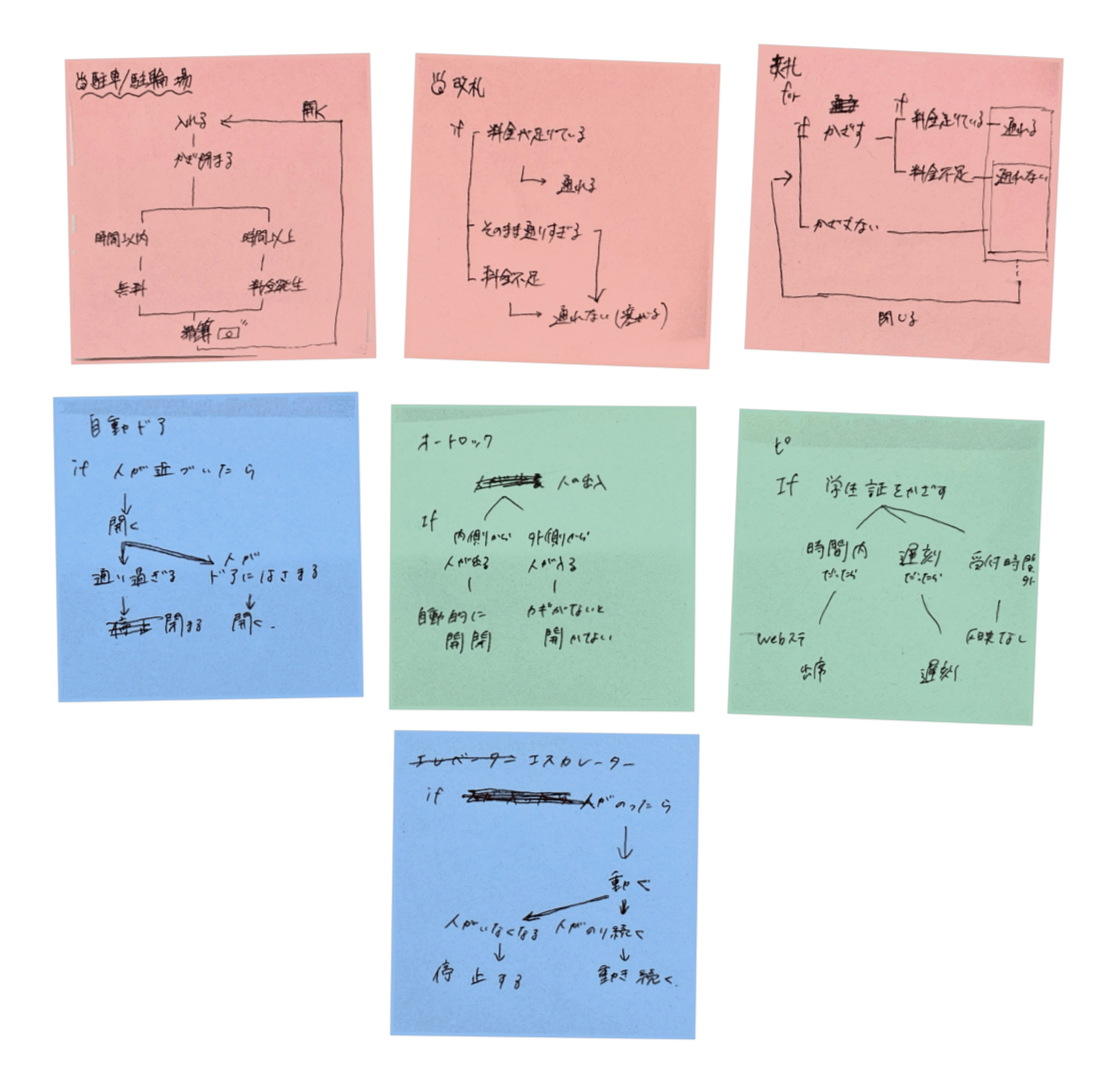 駐車/駐輪場
開く
入れる
かぎ閉まる
時間以内 時間以上
無料 料金発生
精算
改札
if 料金が足りている
通れる
そのまま通りすぎる
料金不足
通れない(塞がる)
改札
for
if かざす
if 料金足りている 通れる
料金不足 通れない
かざさない
閉じる
自動ドア
if 人が近づいたら
開く
通り過ぎる 人がドアにはさまる
閉まる 開く.
オートロック
人の出入
If 内側から 外側から
人が出る 人が入る
自動的に カギがないと
開閉 開かない
ピ
If 学生証をかざす
時間内だったら 遅刻だったら 受付時間外
webステ 反映なし
出席 遅刻
エレベーター エスカレーター
if 人がのったら
動く
人がいなくなる 人がのり続く
停止する 動き続く.